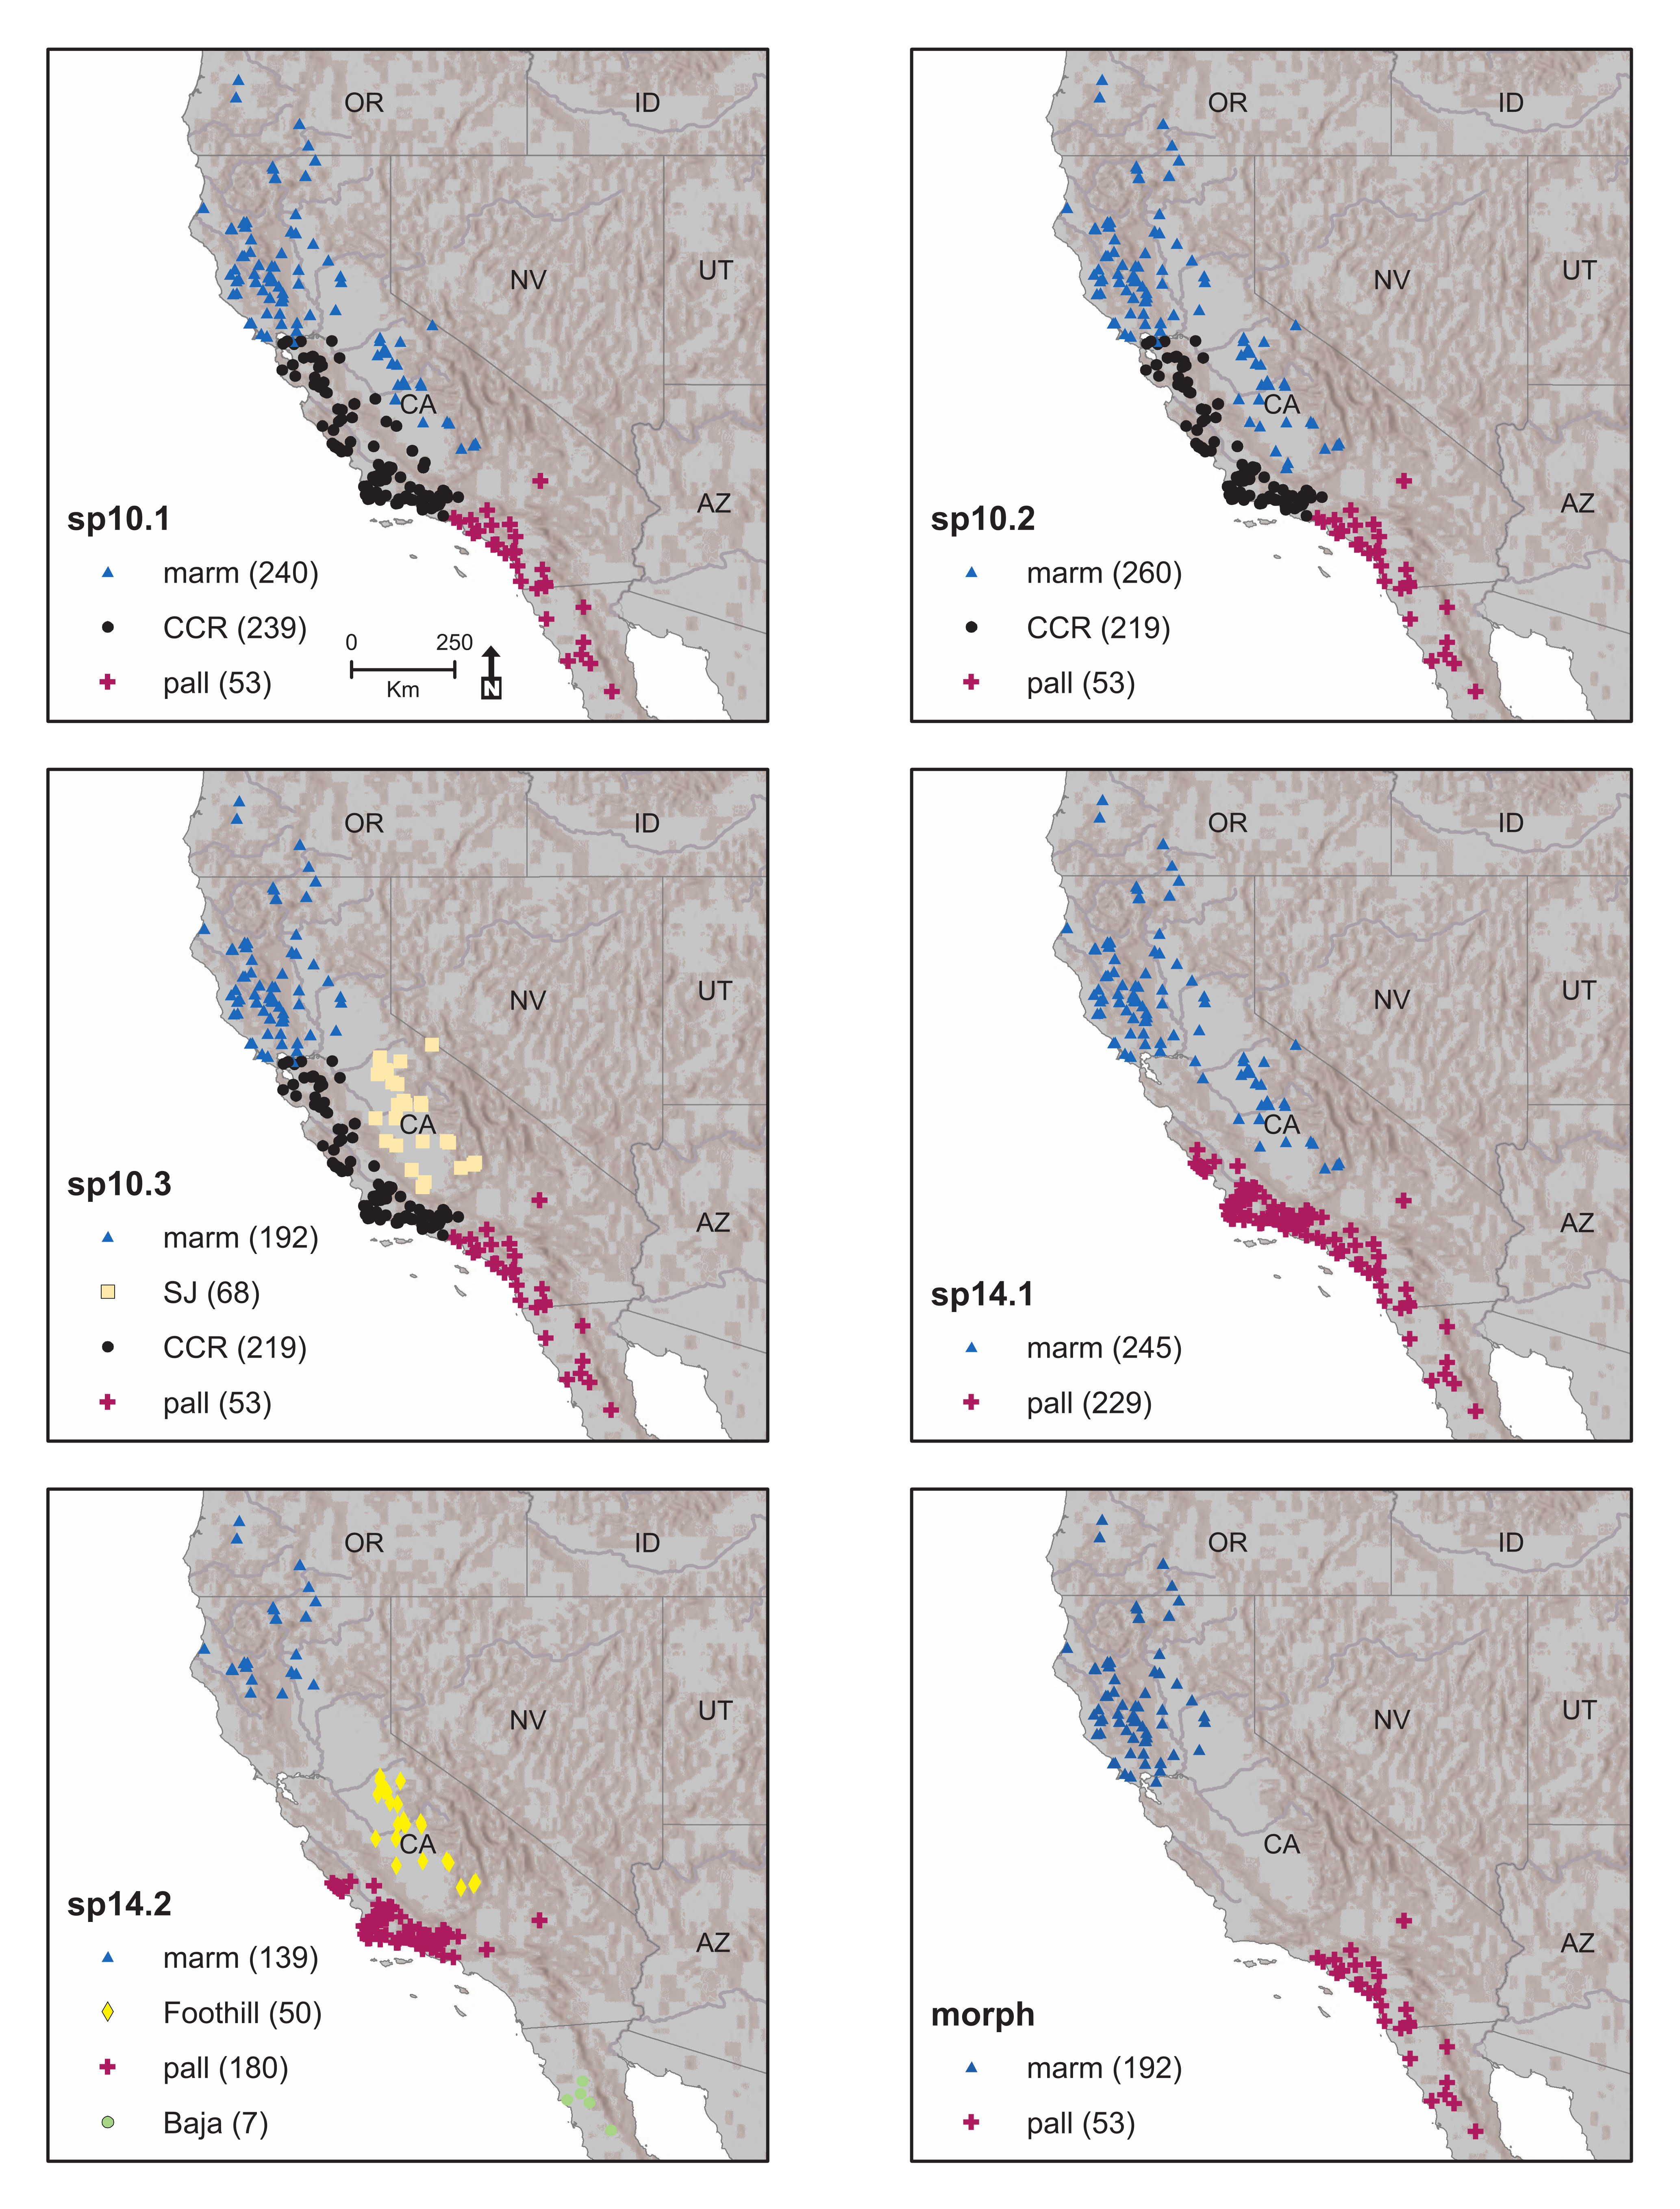 OR
ID
NV
UT
CA
AZ
sp10.1
marm (240)
CCR (239)
pall (53)
0 250
Km
N
OR
ID
NV
UT
CA
AZ
sp10.2
marm (260)
CCR (219)
pall (53)
OR
ID
NV
UT
CA
AZ
sp10.3
marm (192)
SJ (68)
CCR (219)
pall (53)
OR
ID
NV
UT
CA
AZ
sp14.1
marm (245)
pall (229)
OR
ID
NV
UT
CA
AZ
sp14.2
marm (139)
Foothill (50)
pall (180)
Baja (7)
OR
ID
NV
UT
CA
AZ
morph
marm (192)
pall (53)